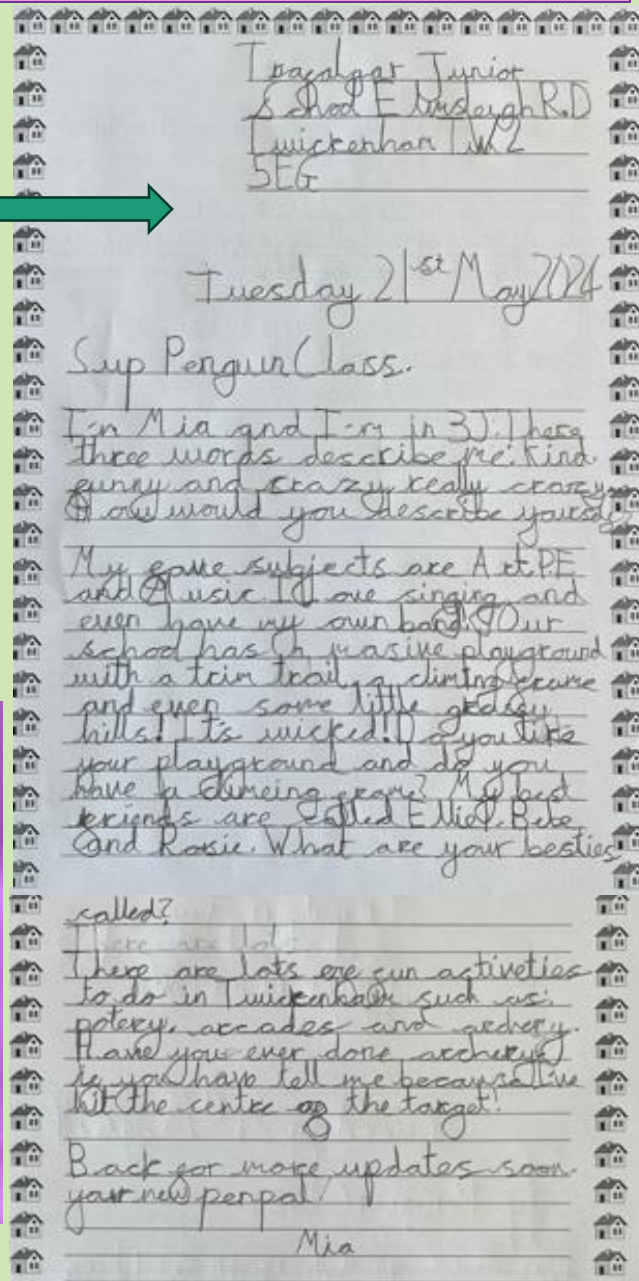 Tracalgar Junior
School Elmsleigh R.D
Twickenham TW2
5EG
Tuesday 21st May 2024
Sup Penguin Class.
I'm Mia and I'm in 3J. These
three words describe me: kind.
funny and crazy really crazy.
How would you describe yourself
My fave subjects are Art PE
and Music. I love singing and
even have my own band! Our
school has a masive playground
with a trim trail, a climing frame
and even some little grassy
hills! It's wicked! Do you like
your playground and do you
have a climeing frame? My best
friends are called Ellie P. Bebe
and Rosie. What are your besties
called?
There are lots
There are lots ofe fun activeties
to do in Twickenham such as:
potery, arcades and archery.
Have you ever done archery?
if you have tell me because I've
hit the centre of the target!
Back for more updates soon.
your new penpal!
Mia